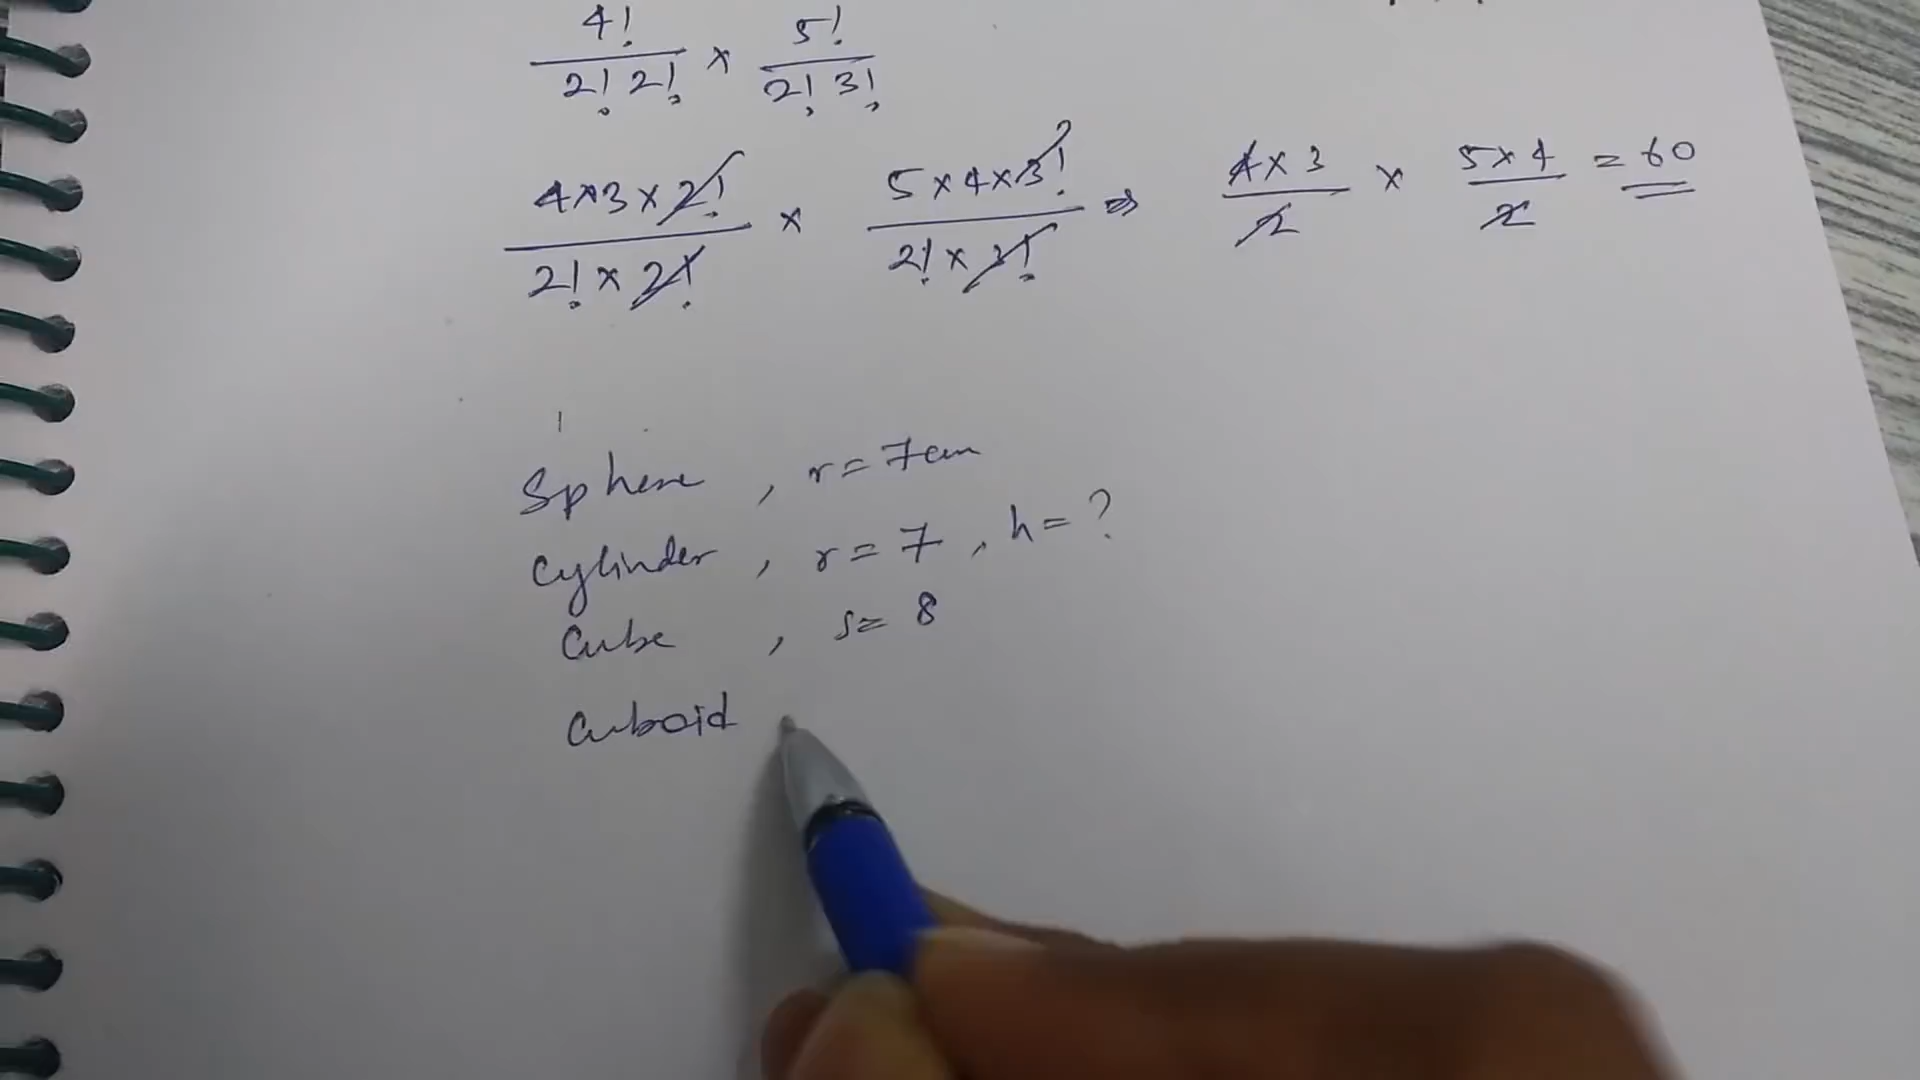 4! / 2! 2! × 5! / 2! 3!
4×3×2! / 2!×2! × 5×4×3! / 2!×3! ⇒ 4×3 / 2 × 5×4 / 2 = 60
Sphere , r = 7cm
Cylinder , r = 7 , h = ?
Cube , s = 8
Cuboid